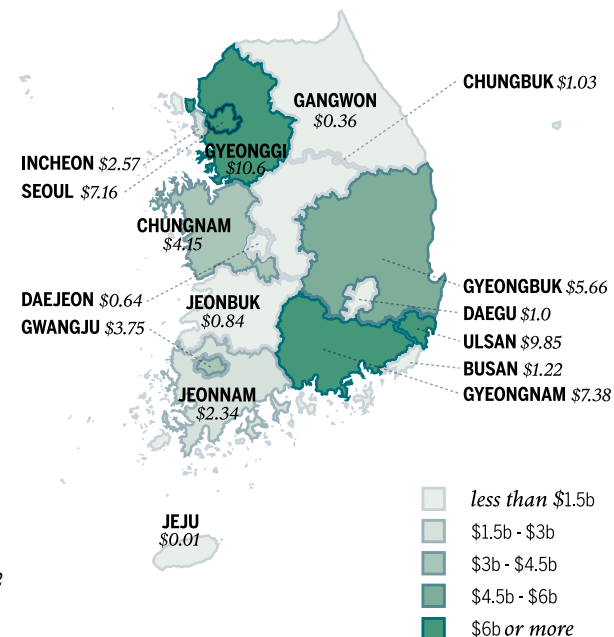 CHUNGBUK $1.03
GANGWON
$0.36
GYEONGGI
$10.6
INCHEON $2.57
SEOUL $7.16
CHUNGNAM
$4.15
GYEONGBUK $5.66
DAEJEON $0.64
JEONBUK
$0.84
DAEGU $1.0
GWANGJU $3.75
ULSAN $9.85
BUSAN $1.22
GYEONGNAM $7.38
JEONNAM
$2.34
JEJU
$0.01
less than $1.5b
$1.5b - $3b
$3b - $4.5b
$4.5b - $6b
$6b or more